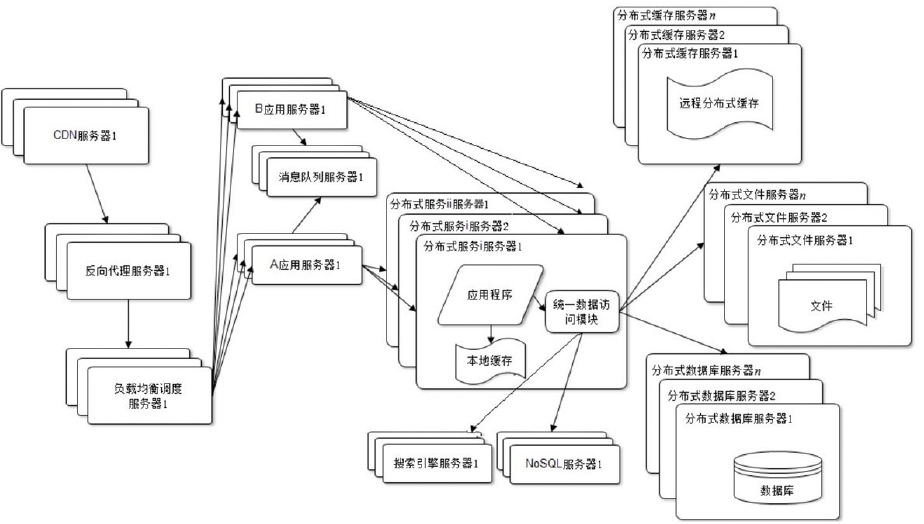 分布式缓存服务器n
分布式缓存服务器2
分布式缓存服务器1
远程分布式缓存
B应用服务器1
CDN服务器1
消息队列服务器1
分布式服务ii服务器1
分布式服务i服务器2
分布式服务i服务器1
分布式文件服务器n
分布式文件服务器2
分布式文件服务器1
文件
反向代理服务器1
A应用服务器1
应用程序
统一数据访
问模块
本地缓存
负载均衡调度
服务器1
分布式数据库服务器n
分布式数据库服务器2
分布式数据库服务器1
数据库
搜索引擎服务器1
NoSQL服务器1